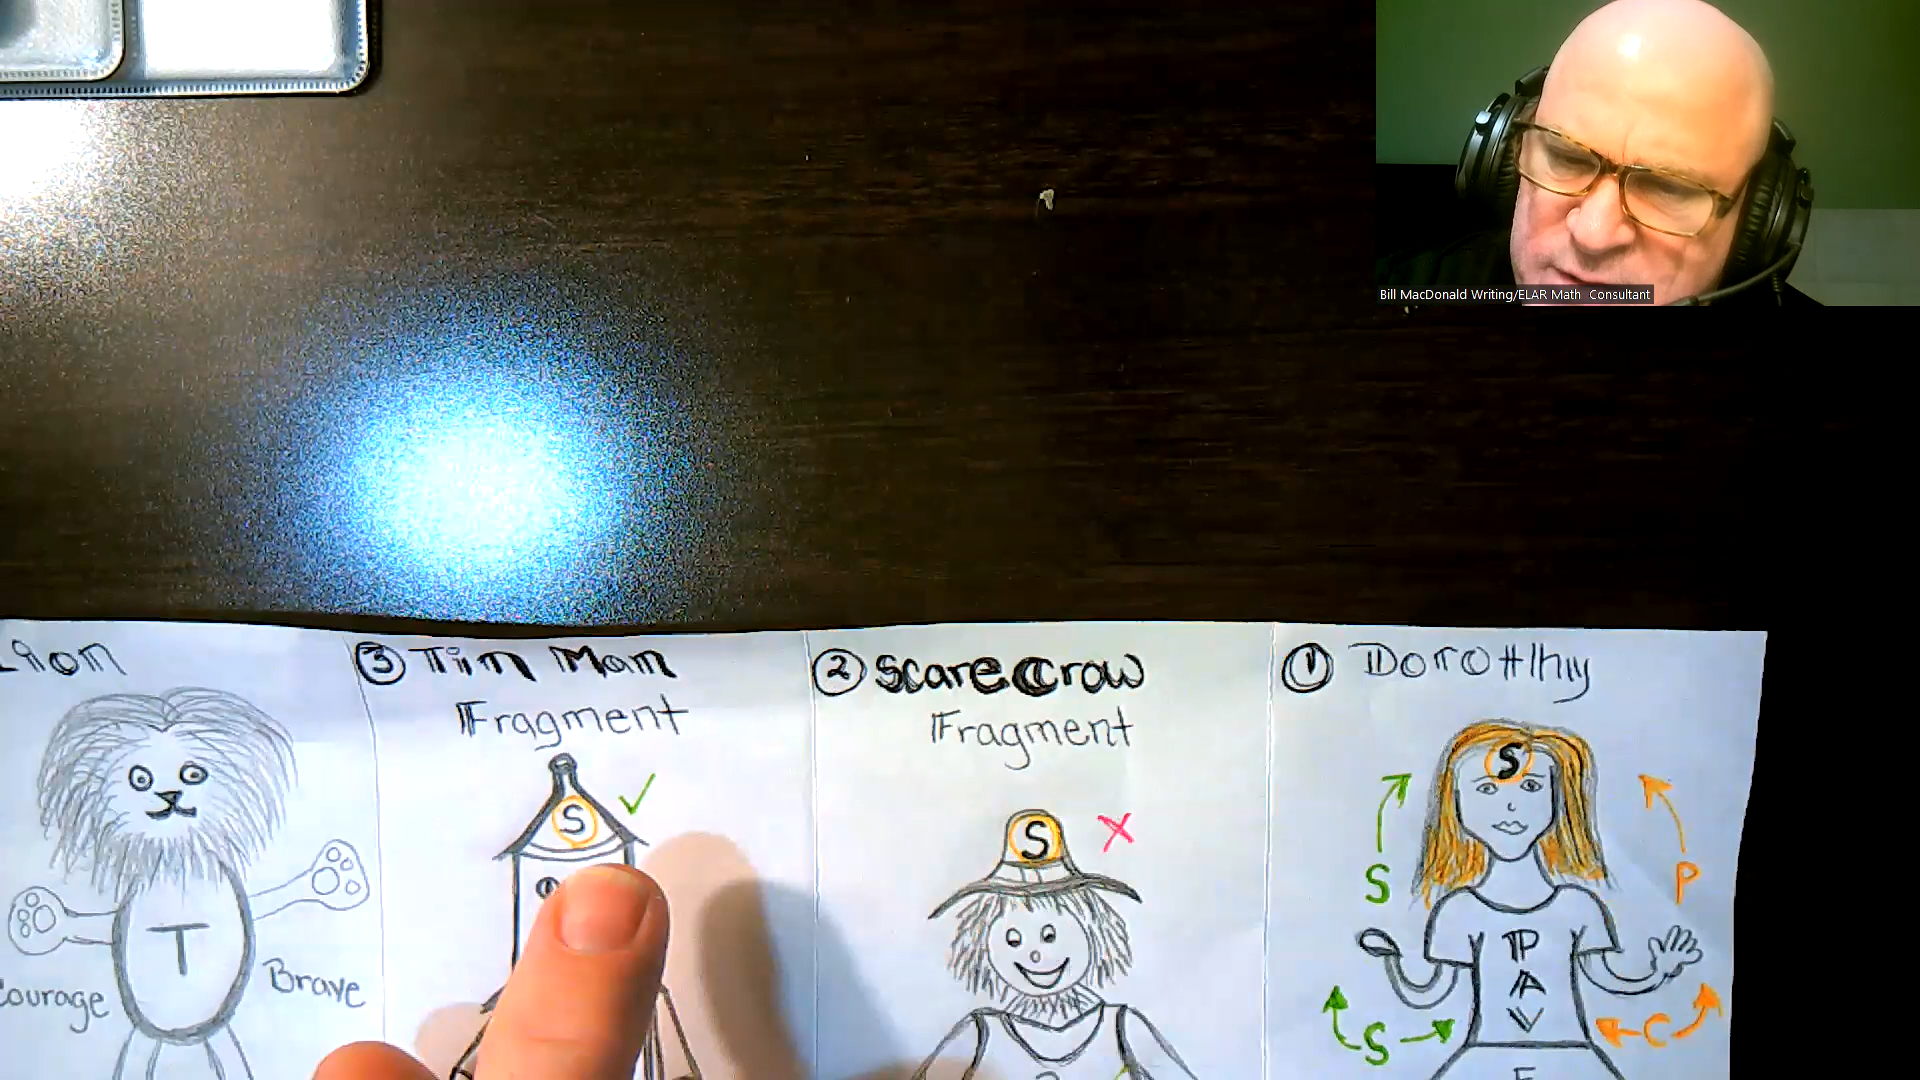 Bill MacDonald Writing/ELAR Math Consultant
Lion
③ Tin Man
Fragment
② Scarecrow
Fragment
① Dorothy
S
S
S
S
P
T
P
A
V
Courage
Brave
S
C